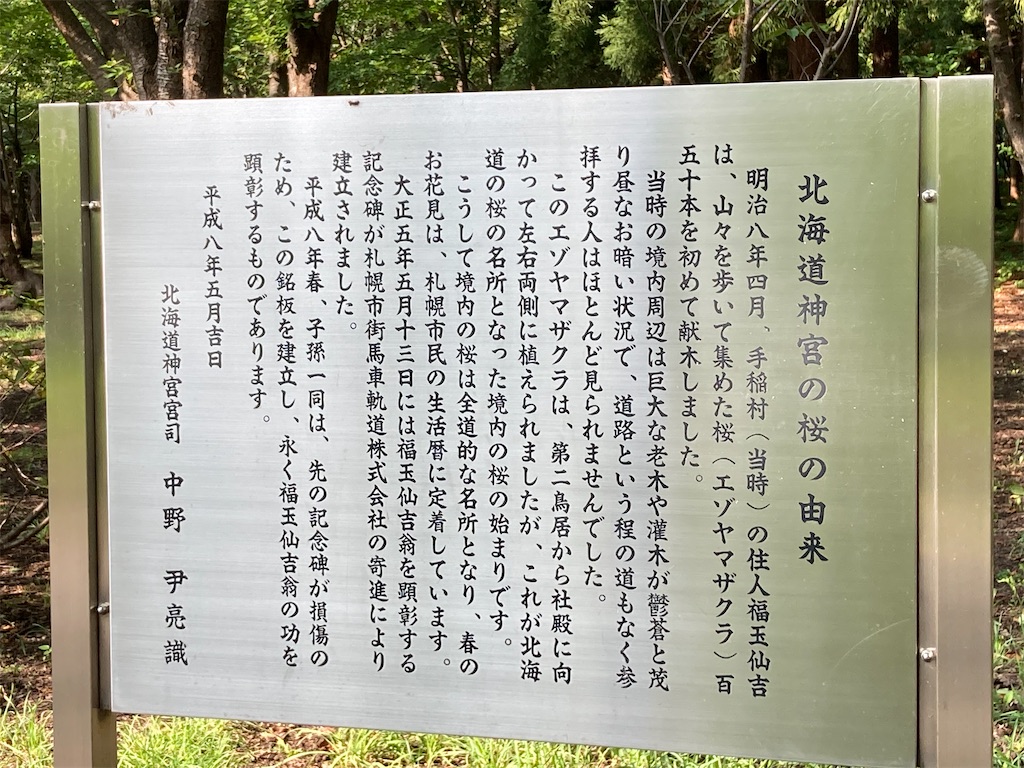 北海道神宮の桜の由来
明治八年四月、手稲村（当時）の住人福玉仙吉
は、山々を歩いて集めた桜（エゾヤマザクラ）百
五十本を初めて献木しました。
当時の境内周辺は巨大な老木や灌木が鬱蒼と茂
り昼なお暗い状況で、道路という程の道もなく参
拝する人はほとんど見られませんでした。
このエゾヤマザクラは、第二鳥居から社殿に向
かって左右両側に植えられましたが、これが北海
道の桜の名所となった境内の桜の始まりです。
こうして境内の桜は全道的な名所となり、春の
お花見は、札幌市民の生活暦に定着しています。
大正五年五月十三日には福玉仙吉翁を顕彰する
記念碑が札幌市街馬車軌道株式会社の寄進により
建立されました。
平成八年春、子孫一同は、先の記念碑が損傷の
ため、この銘板を建立し、永く福玉仙吉翁の功を
顕彰するものであります。
平成八年五月吉日
北海道神宮宮司 中野 尹亮識